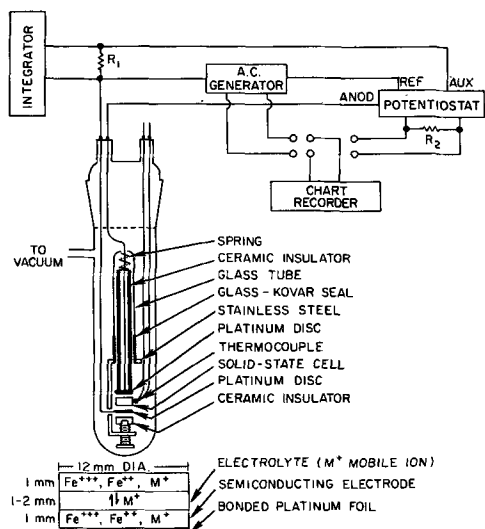 INTEGRATOR
R1
A.C.
GENERATOR
REF
AUX
ANOD
POTENTIOSTAT
R2
CHART
RECORDER
TO
VACUUM
SPRING
CERAMIC INSULATOR
GLASS TUBE
GLASS-KOVAR SEAL
STAINLESS STEEL
PLATINUM DISC
THERMOCOUPLE
SOLID-STATE CELL
PLATINUM DISC
CERAMIC INSULATOR
12 mm DIA.
1 mm Fe+++, Fe++, M+
1-2 mm ⇅ M+
1 mm Fe+++, Fe++, M+
ELECTROLYTE (M+ MOBILE ION)
SEMICONDUCTING ELECTRODE
BONDED PLATINUM FOIL